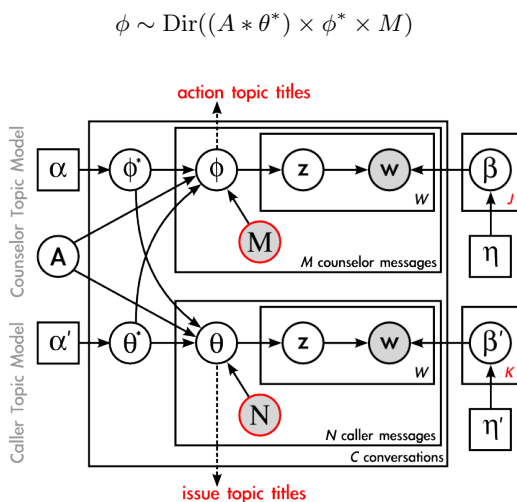 ϕ ∼ Dir((A ∗ θ*) × ϕ* × M)
action topic titles
Counselor Topic Model
α
ϕ*
ϕ
z
w
β
W
J
A
M
η
M counselor messages
Caller Topic Model
α′
θ*
θ
z
w
β′
W
K
N
η′
N caller messages
C conversations
issue topic titles